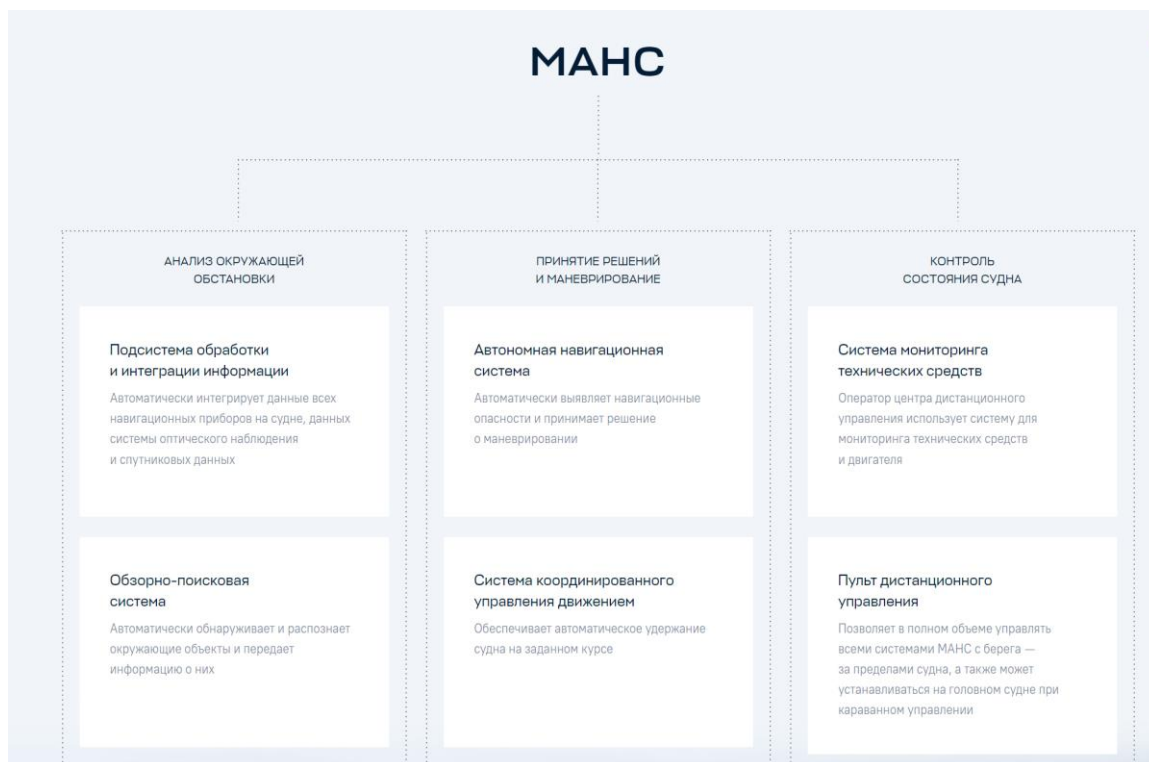 МАНС
АНАЛИЗ ОКРУЖАЮЩЕЙ
ОБСТАНОВКИ
Подсистема обработки
и интеграции информации
Автоматически интегрирует данные всех
навигационных приборов на судне, данных
системы оптического наблюдения
и спутниковых данных
Обзорно-поисковая
система
Автоматически обнаруживает и распознает
окружающие объекты и передает
информацию о них
ПРИНЯТИЕ РЕШЕНИЙ
И МАНЕВРИРОВАНИЕ
Автономная навигационная
система
Автоматически выявляет навигационные
опасности и принимает решение
о маневрировании
Система координированного
управления движением
Обеспечивает автоматическое удержание
судна на заданном курсе
КОНТРОЛЬ
СОСТОЯНИЯ СУДНА
Система мониторинга
технических средств
Оператор центра дистанционного
управления использует систему для
мониторинга технических средств
и двигателя
Пульт дистанционного
управления
Позволяет в полном объеме управлять
всеми системами МАНС с берега —
за пределами судна, а также может
устанавливаться на головном судне при
караванном управлении